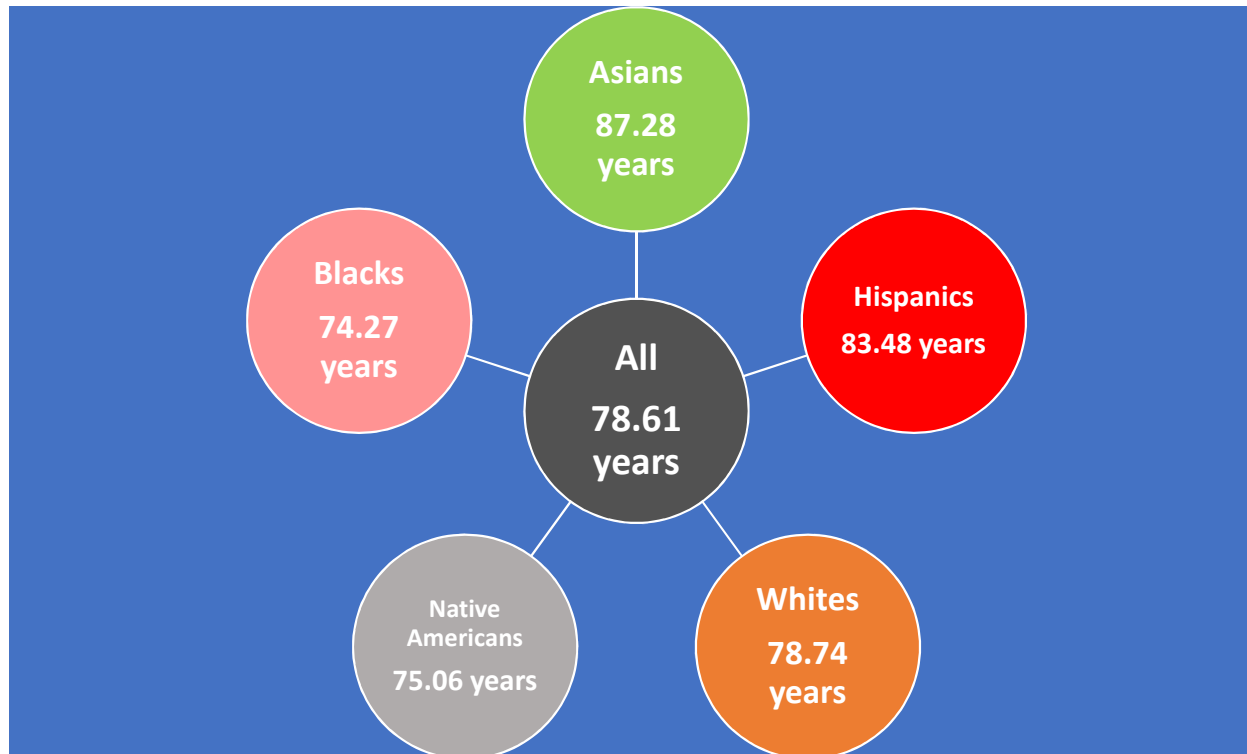 Asians
87.28
years
Blacks
74.27
years
Hispanics
83.48 years
All
78.61
years
Native
Americans
75.06 years
Whites
78.74
years